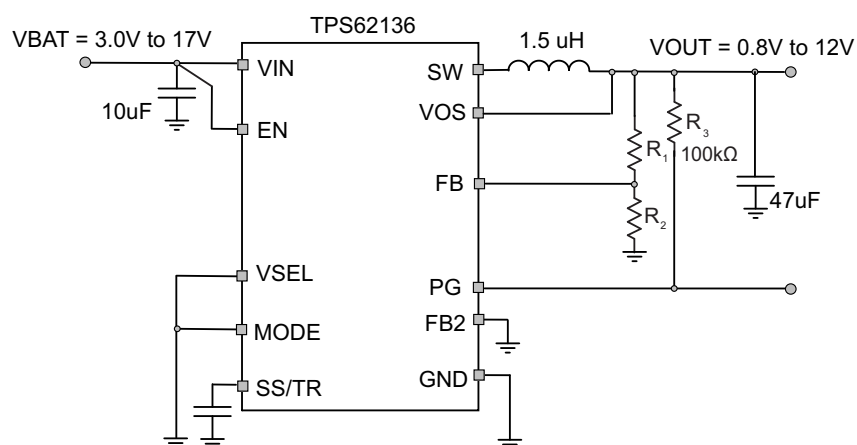 TPS62136
VBAT = 3.0V to 17V
1.5 uH
VOUT = 0.8V to 12V
VIN
SW
10uF
VOS
R3
EN
R1
100kΩ
FB
47uF
R2
VSEL
PG
MODE
FB2
SS/TR
GND